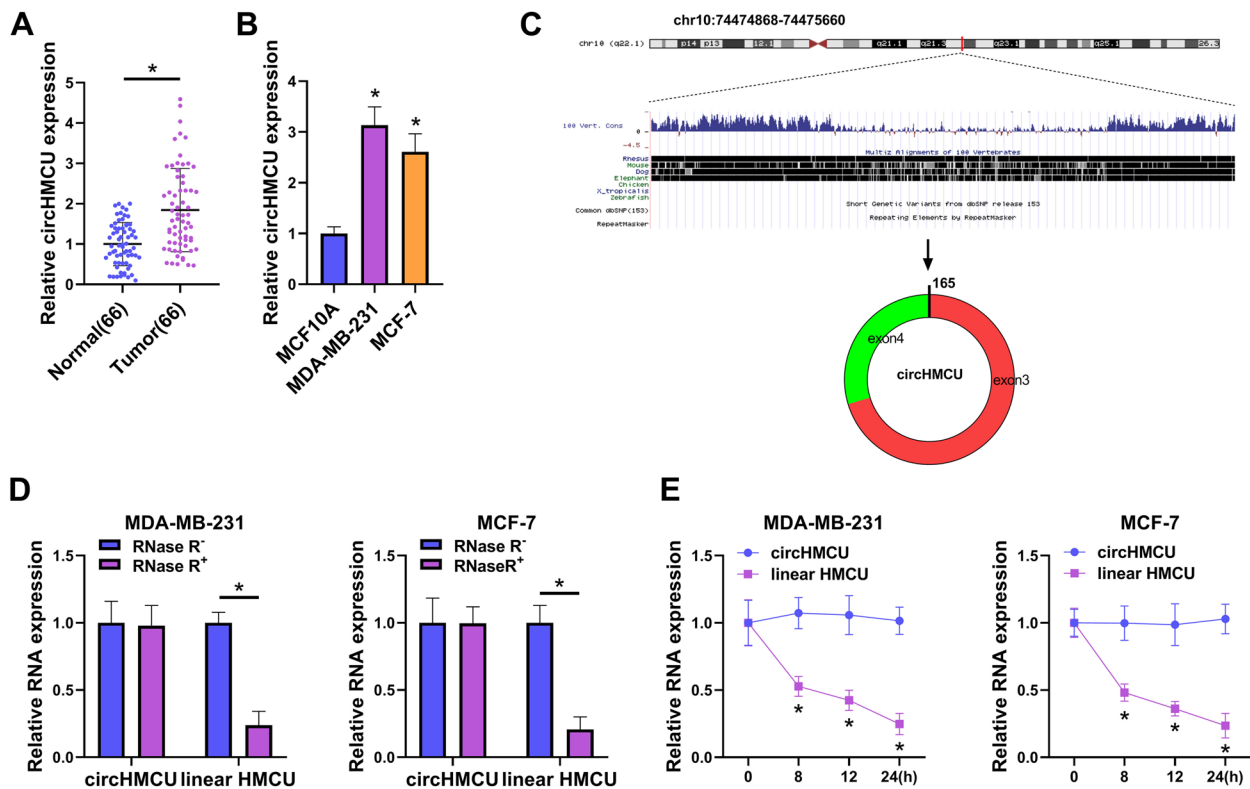 A
Relative circHMCU expression
5
4
3
2
1
0
*
Normal(66)
Tumor(66)
B
Relative circHMCU expression
4
3
2
1
0
*
*
MCF10A
MDA-MB-231
MCF-7
C
chr10:74474868-74475660
chr10 (q22.1)
p14 p13 12.1 q21.1 q21.3 q23.1 q25.1 26.3
100 Vert. Cons
0
-4.5
Multiz Alignments of 100 Vertebrates
Rhesus
Mouse
Dog
Elephant
Chicken
X_tropicalis
Zebrafish
Short Genetic Variants from dbSNP release 153
Common dbSNP(153)
Repeating Elements by RepeatMasker
RepeatMasker
165
exon4
circHMCU
exon3
D
MDA-MB-231
Relative RNA expression
1.5
1.0
0.5
0.0
RNase R-
RNase R+
*
circHMCU linear HMCU
MCF-7
Relative RNA expression
1.5
1.0
0.5
0.0
RNase R-
RNaseR+
*
circHMCU linear HMCU
E
MDA-MB-231
Relative RNA expression
1.5
1.0
0.5
0.0
circHMCU
linear HMCU
*
*
*
0 8 12 24(h)
MCF-7
Relative RNA expression
1.5
1.0
0.5
0.0
circHMCU
linear HMCU
*
*
*
0 8 12 24(h)